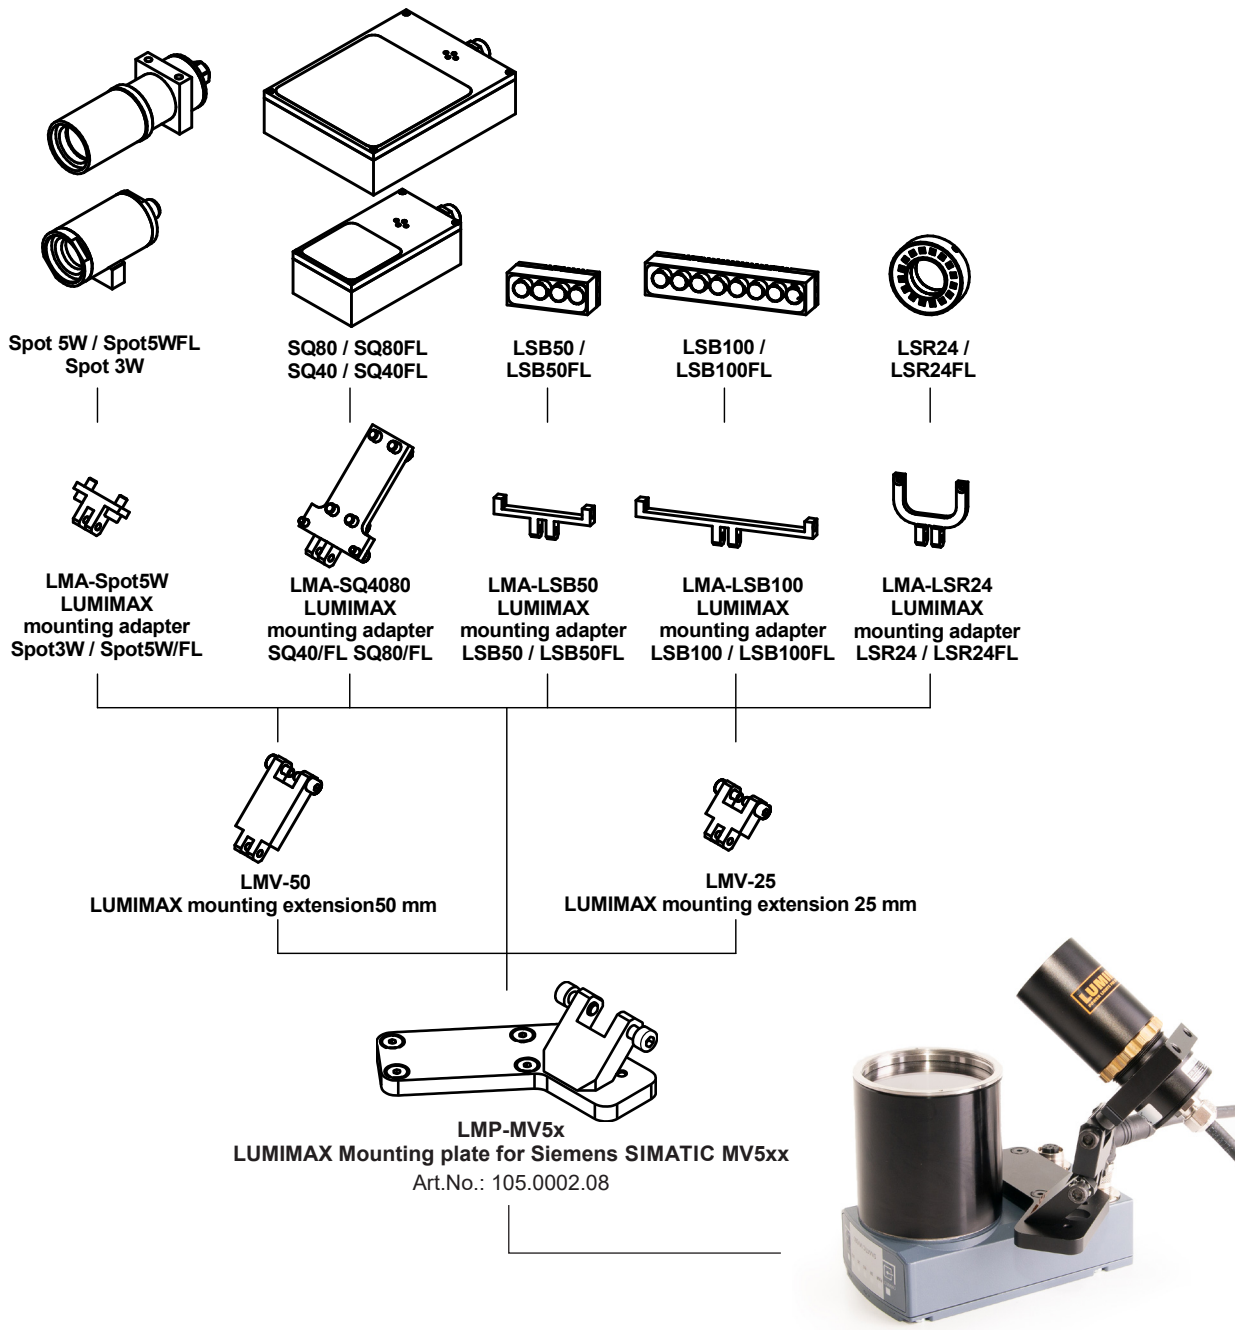 Spot 5W / Spot5WFL
Spot 3W
SQ80 / SQ80FL
SQ40 / SQ40FL
LSB50 /
LSB50FL
LSB100 /
LSB100FL
LSR24 /
LSR24FL
LMA-Spot5W
LUMIMAX
mounting adapter
Spot3W / Spot5W/FL
LMA-SQ4080
LUMIMAX
mounting adapter
SQ40/FL SQ80/FL
LMA-LSB50
LUMIMAX
mounting adapter
LSB50 / LSB50FL
LMA-LSB100
LUMIMAX
mounting adapter
LSB100 / LSB100FL
LMA-LSR24
LUMIMAX
mounting adapter
LSR24 / LSR24FL
LMV-50
LUMIMAX mounting extension50 mm
LMV-25
LUMIMAX mounting extension 25 mm
LMP-MV5x
LUMIMAX Mounting plate for Siemens SIMATIC MV5xx
Art.No.: 105.0002.08